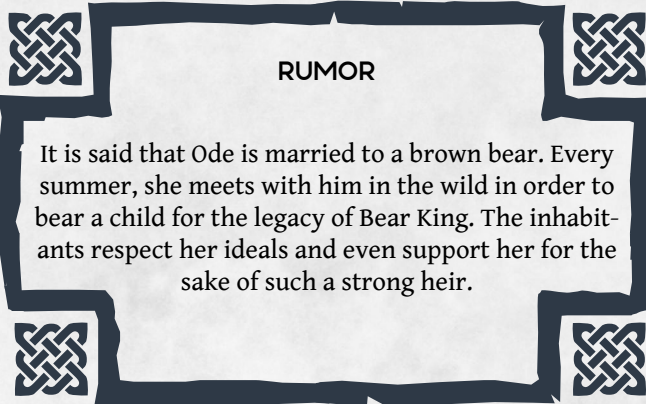 RUMOR
It is said that Ode is married to a brown bear. Every
summer, she meets with him in the wild in order to
bear a child for the legacy of Bear King. The inhabit-
ants respect her ideals and even support her for the
sake of such a strong heir.